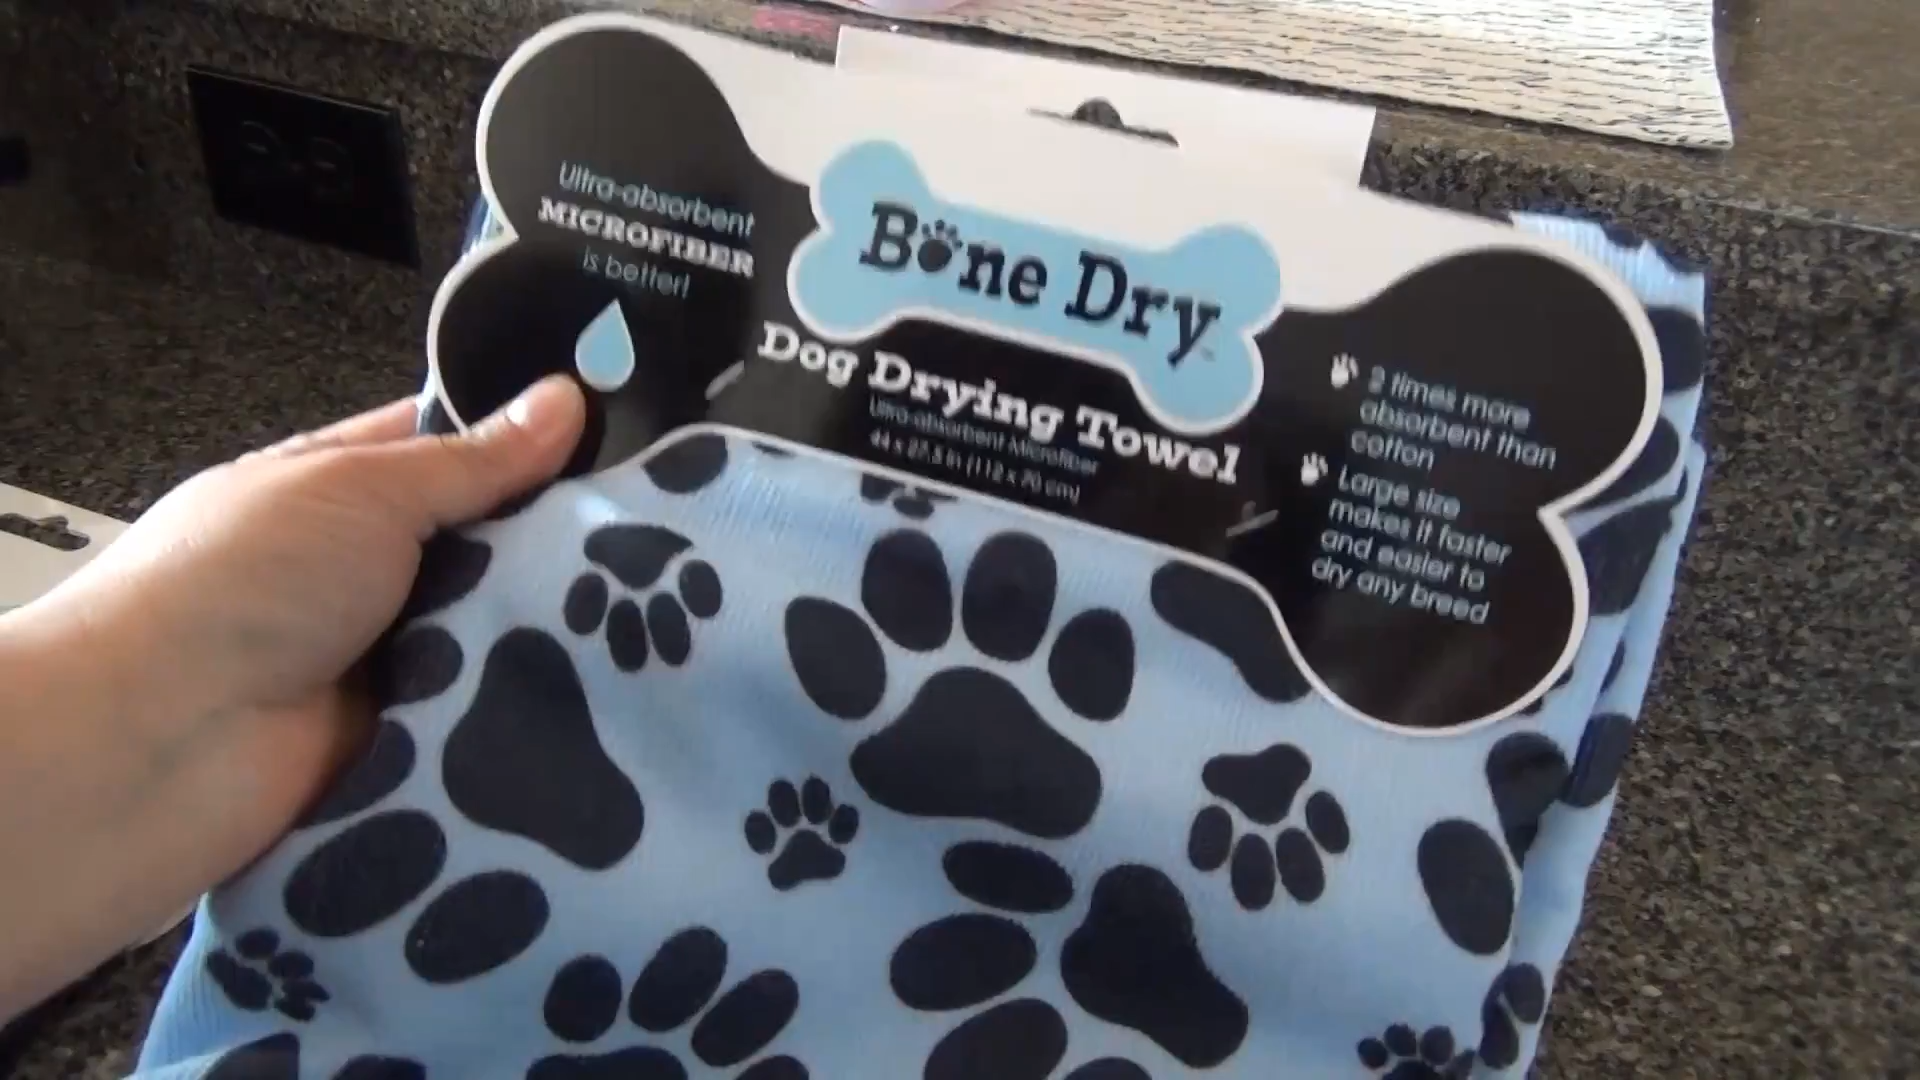 Ultra-absorbent
MICROFIBER
is better!
Bone Dry
Dog Drying Towel
Ultra-absorbent Microfiber
44 x 27.5 in (112 x 70 cm)
2 times more
absorbent than
cotton
Large size
makes it faster
and easier to
dry any breed